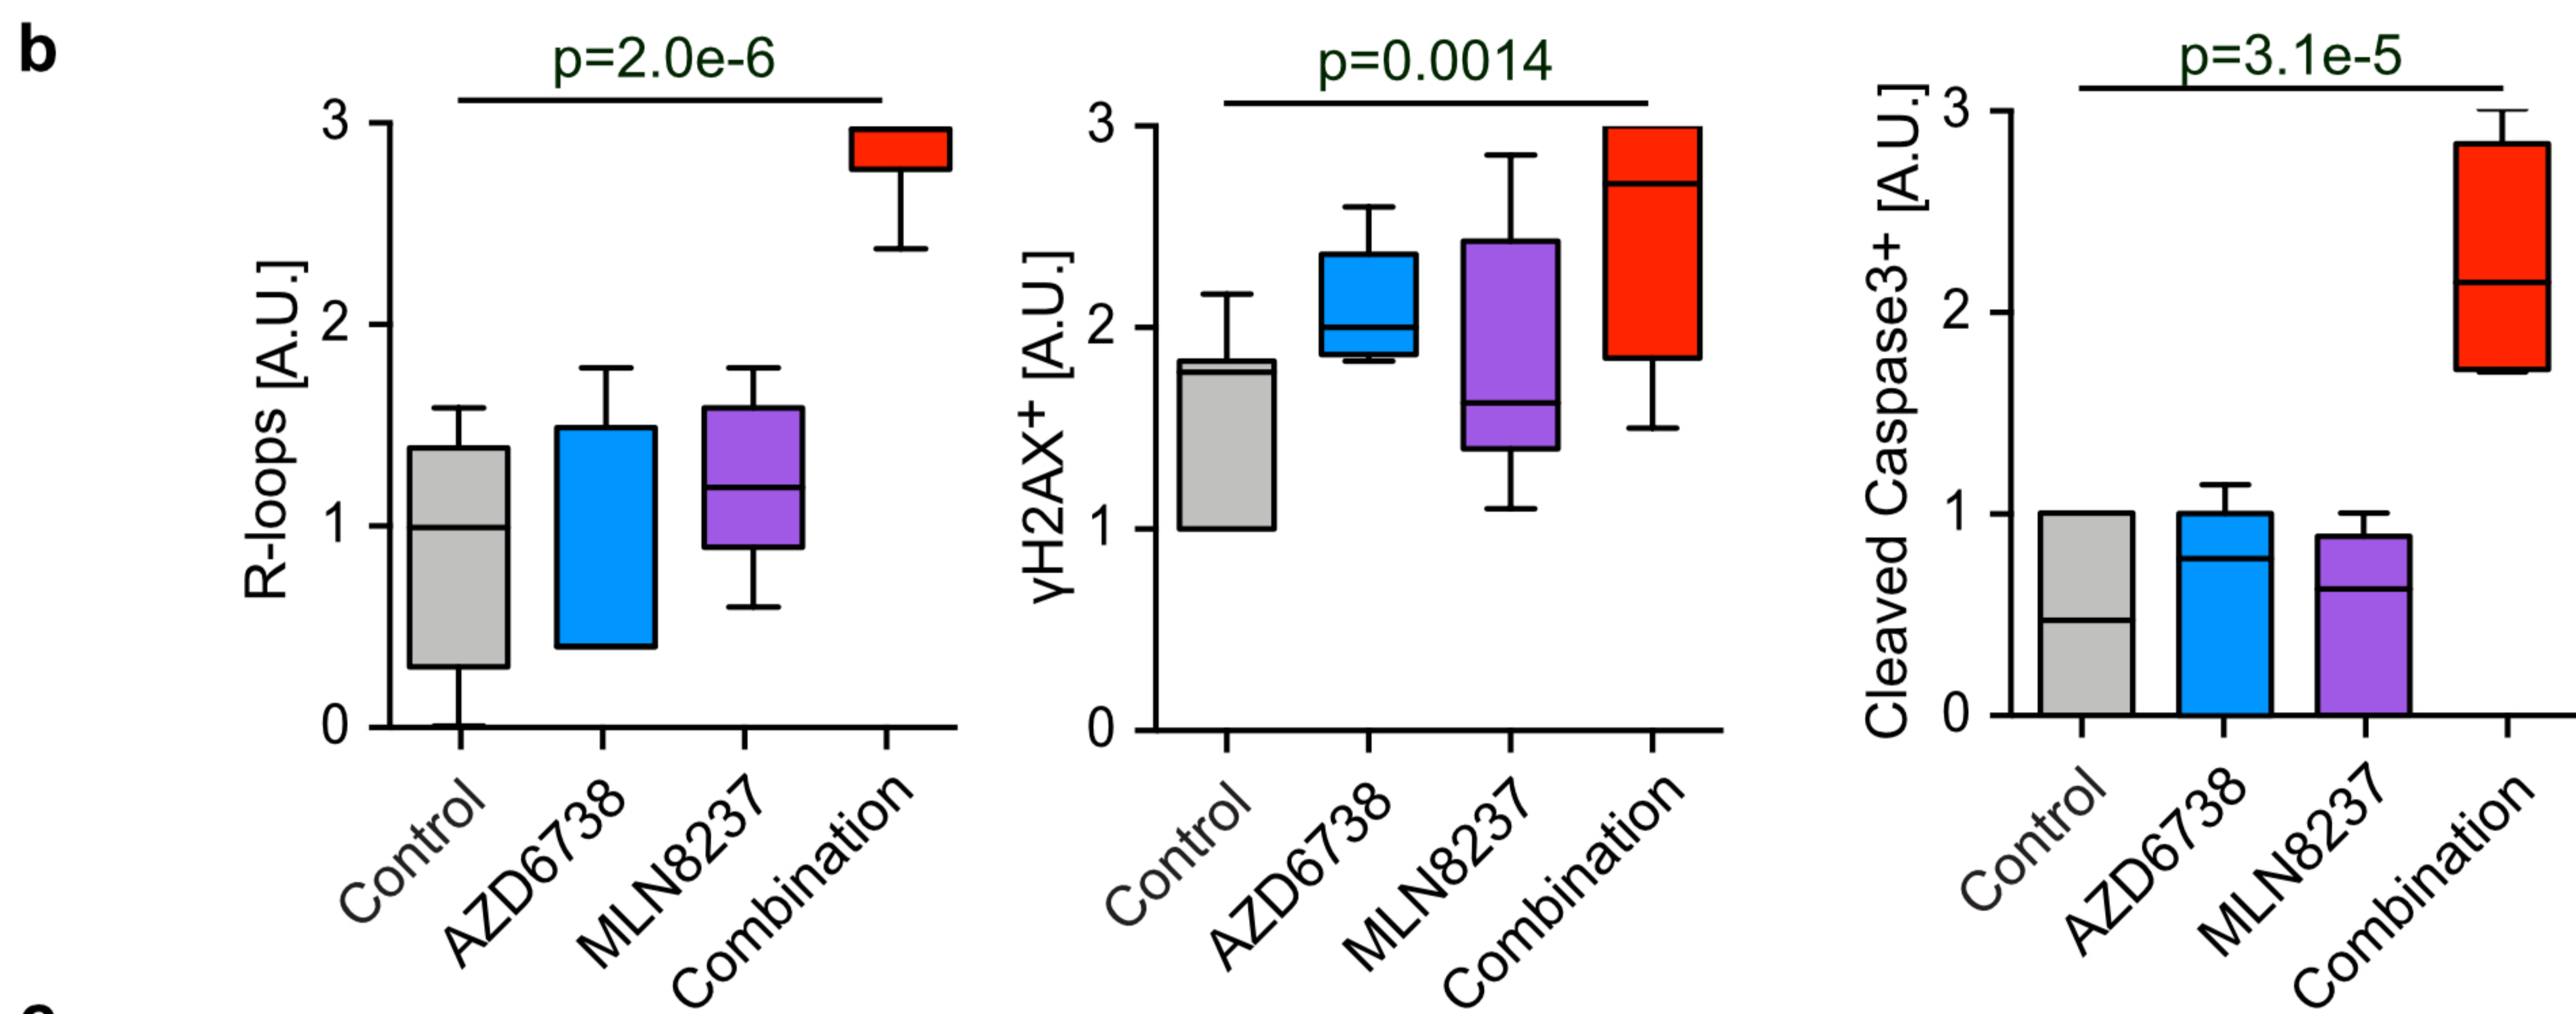 b
p=2.0e-6
R-loops [A.U.]
3
2
1
0
Control
AZD6738
MLN8237
Combination
p=0.0014
γH2AX+ [A.U.]
3
2
1
0
Control
AZD6738
MLN8237
Combination
p=3.1e-5
Cleaved Caspase3+ [A.U.]
3
2
1
0
Control
AZD6738
MLN8237
Combination